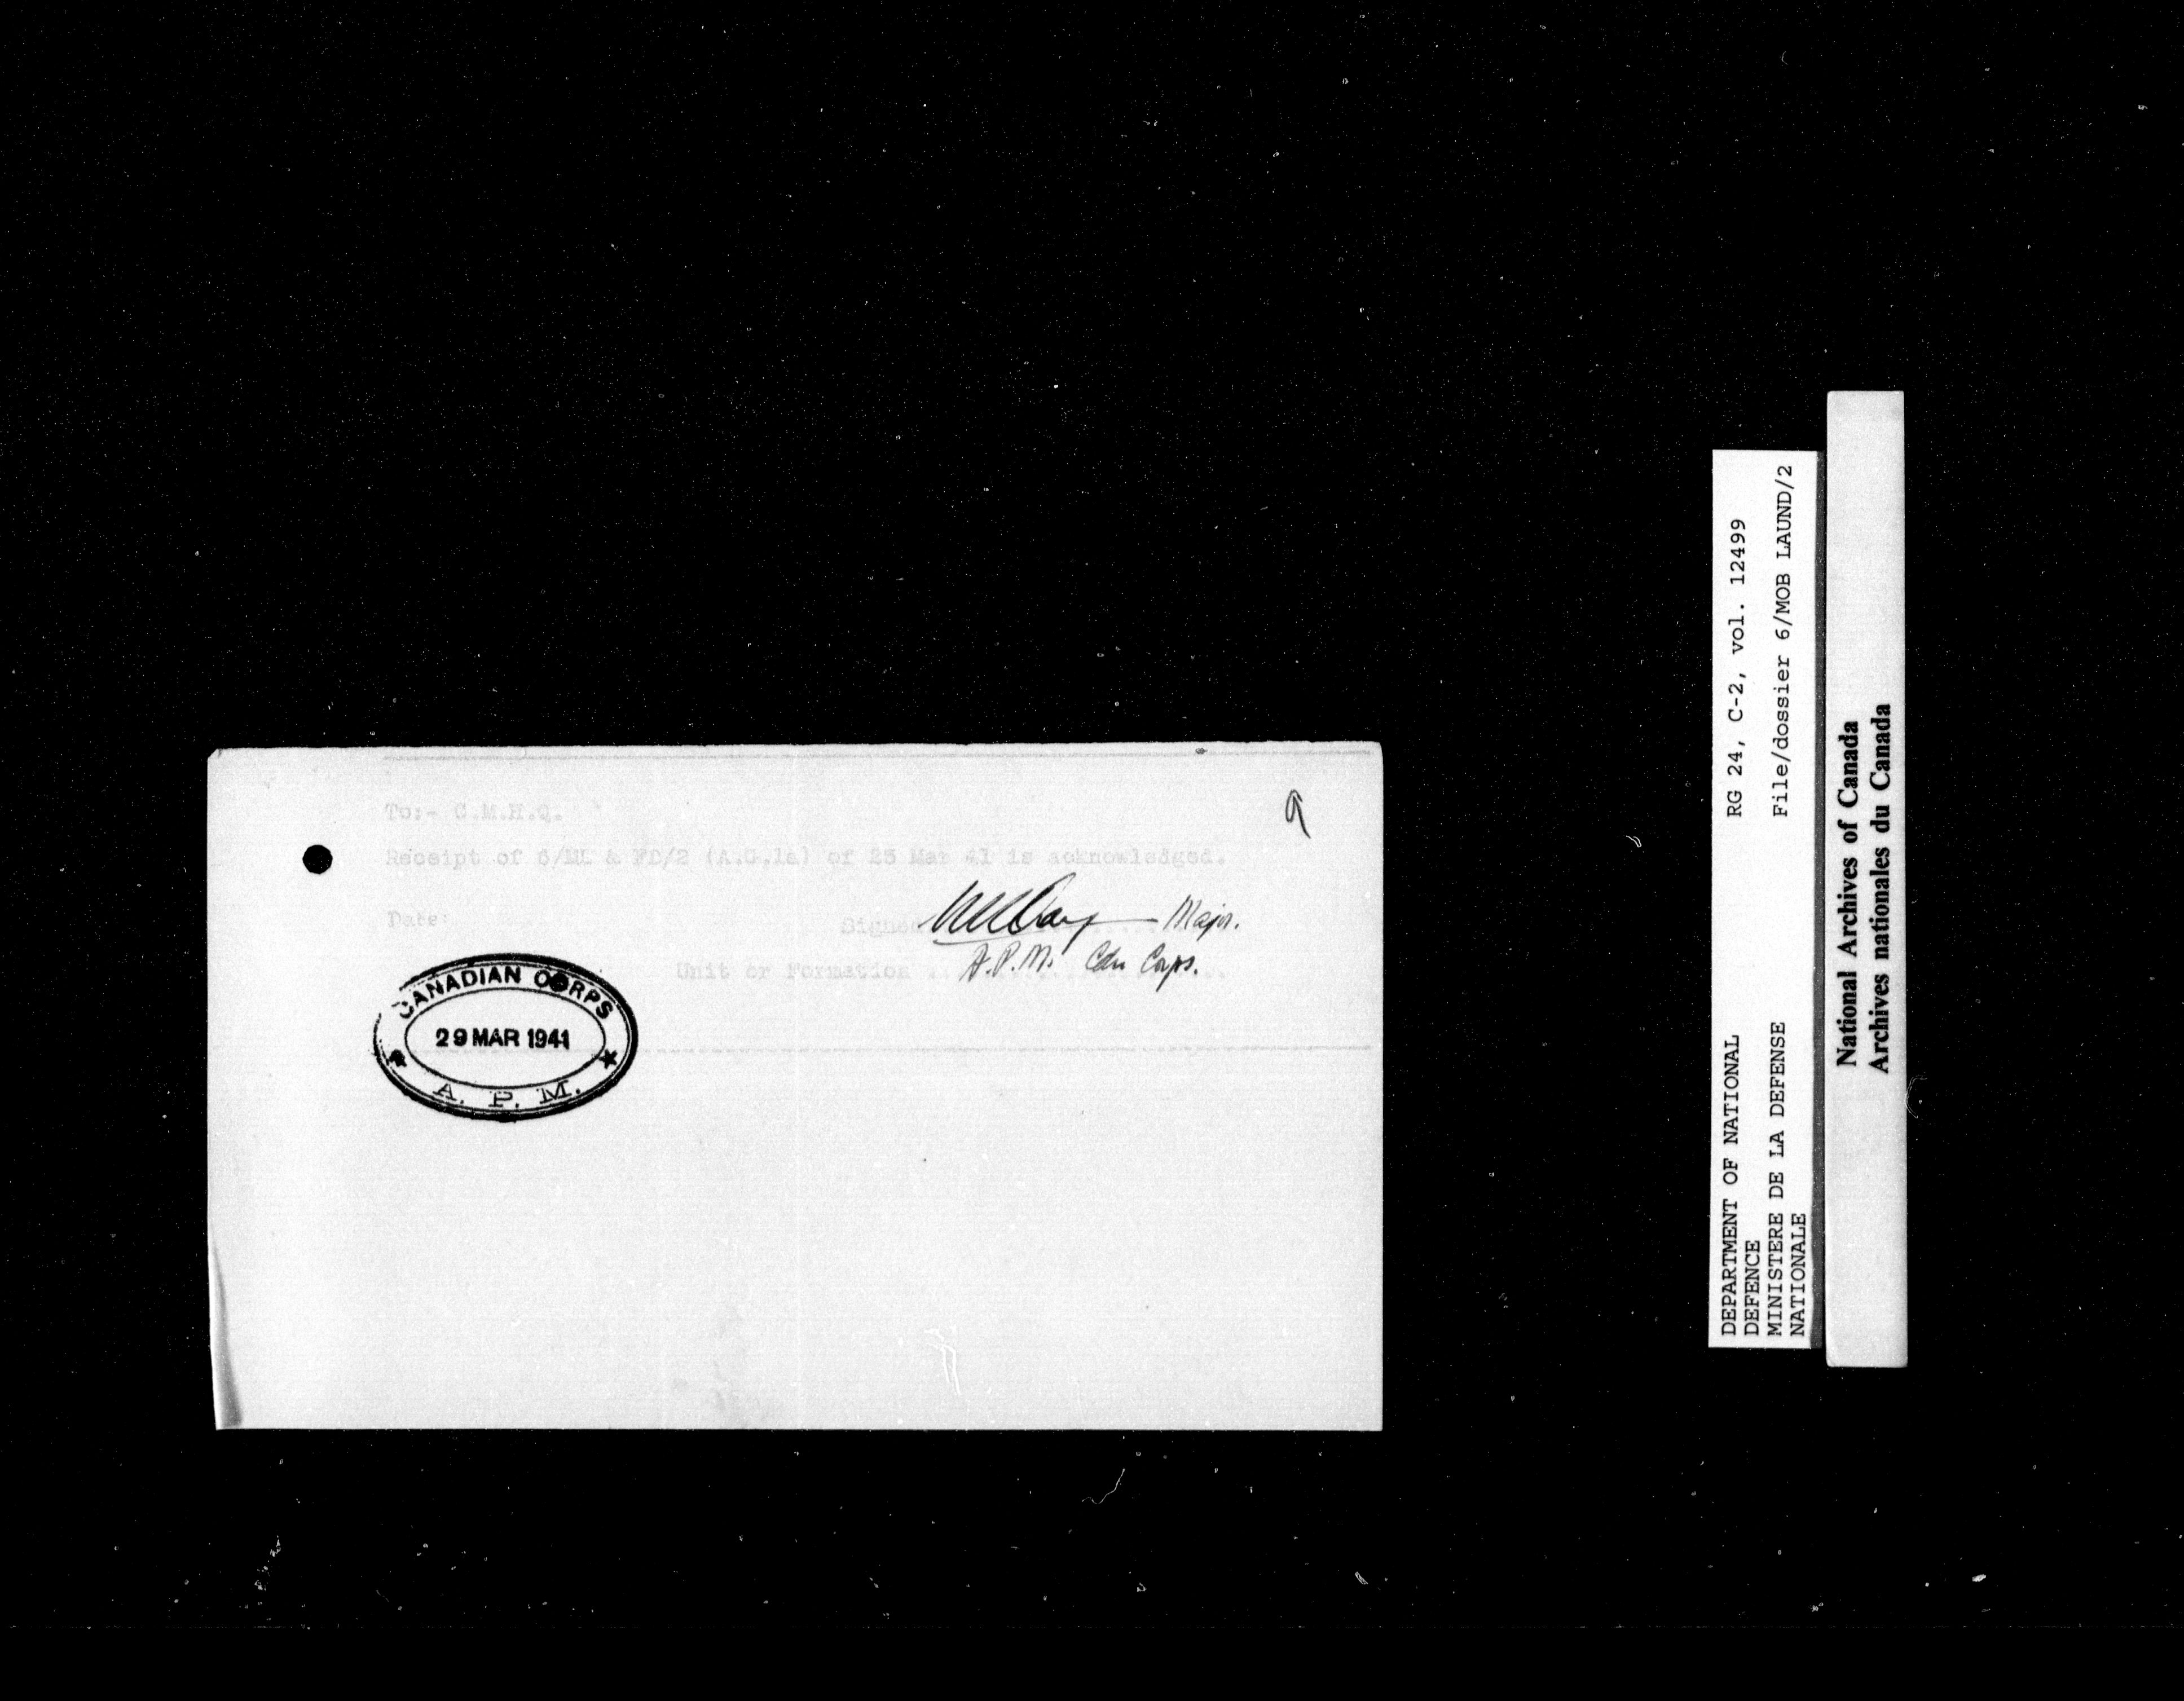 To:- C.M.H.Q.
Receipt of 6/ML & FD/2 (A.G.1a) of 25 Mar 41 is acknowledged.
Date:
Signed
Major.
Unit or Formation
A.P.M. Cdn Corps.
CANADIAN CORPS
29 MAR 1941
A. P. M.
9
DEPARTMENT OF NATIONAL
DEFENCE
MINISTERE DE LA DEFENSE
NATIONALE
RG 24, C-2, vol. 12499
File/dossier 6/MOB LAUND/2
National Archives of Canada
Archives nationales du Canada